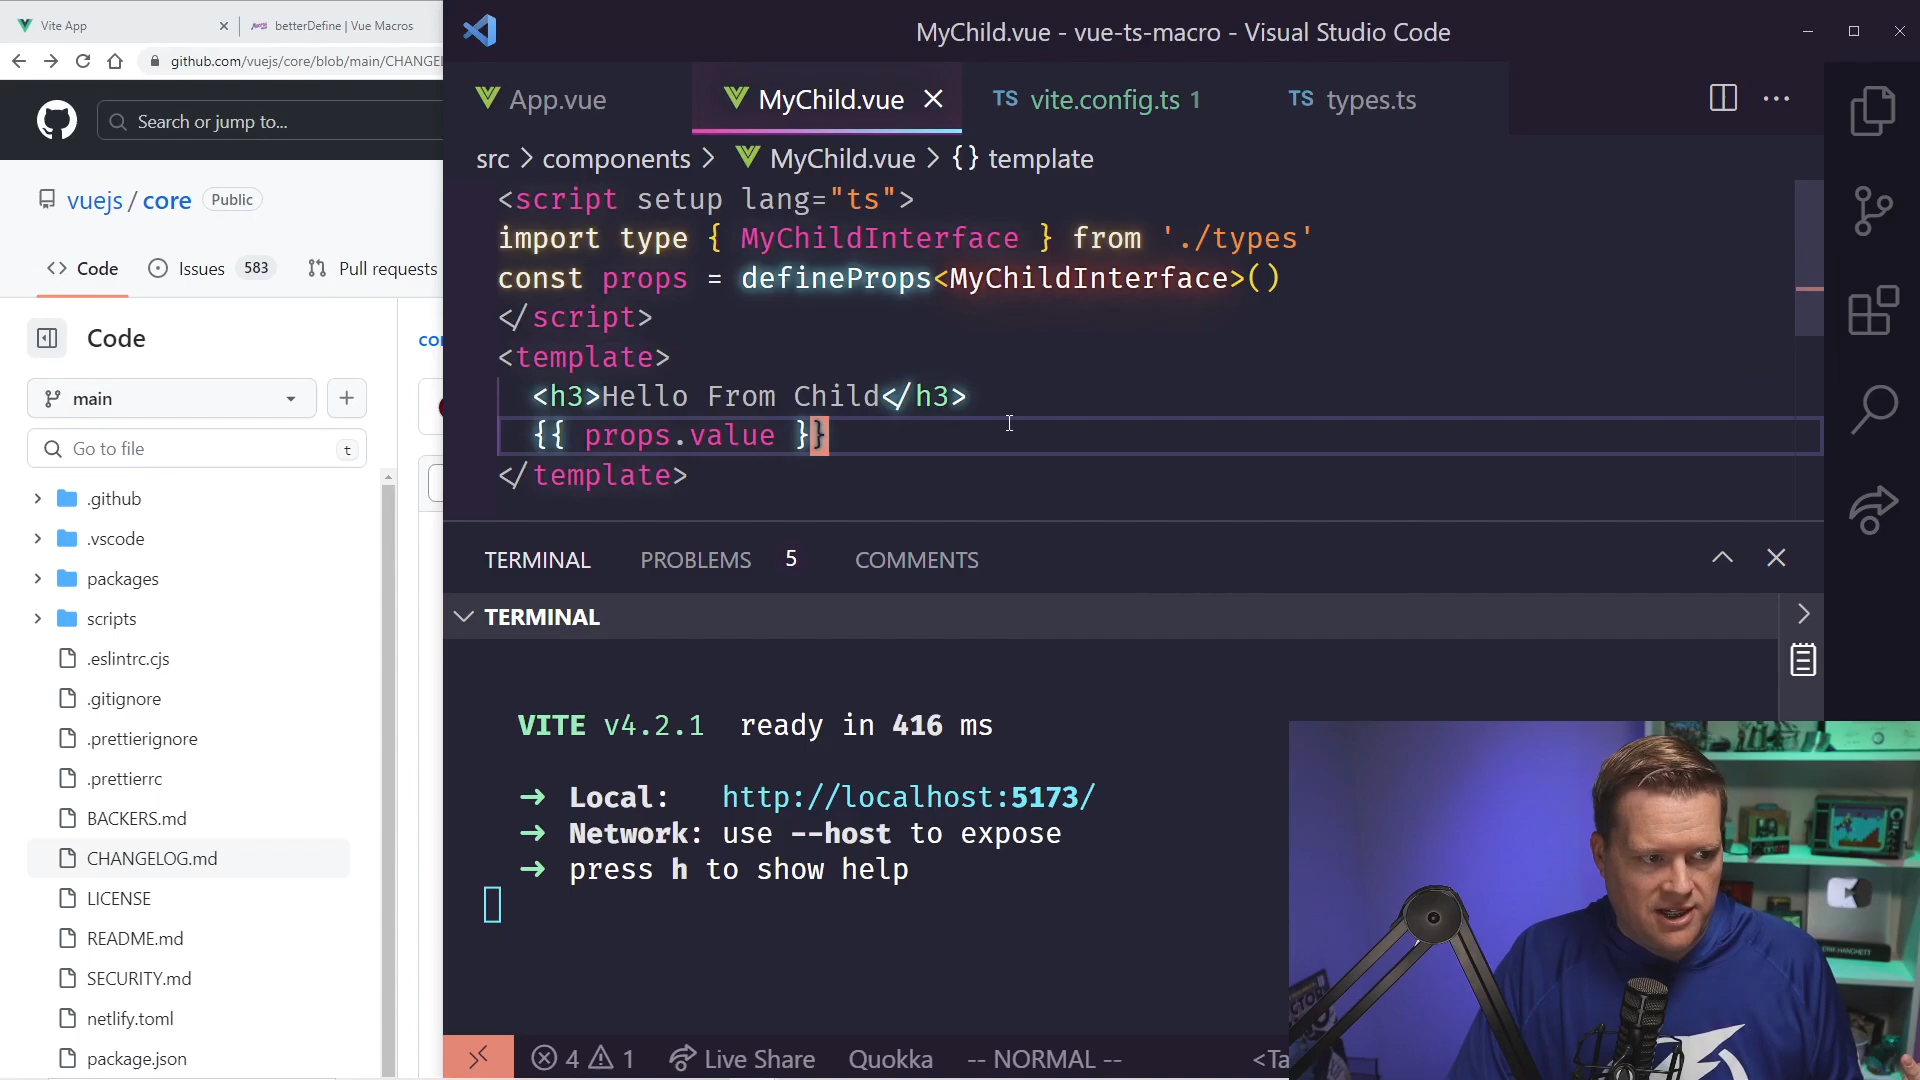 Vite App
betterDefine | Vue Macros
github.com/vuejs/core/blob/main/CHANGEL
Search or jump to...
vuejs / core Public
Code Issues 583 Pull requests
Code
main
Go to file t
.github
.vscode
packages
scripts
.eslintrc.cjs
.gitignore
.prettierignore
.prettierrc
BACKERS.md
CHANGELOG.md
LICENSE
README.md
SECURITY.md
netlify.toml
package.json
MyChild.vue - vue-ts-macro - Visual Studio Code
App.vue MyChild.vue TS vite.config.ts 1 TS types.ts
src > components > MyChild.vue > {} template
<script setup lang="ts">
import type { MyChildInterface } from './types'
const props = defineProps<MyChildInterface>()
</script>
<template>
<h3>Hello From Child</h3>
{{ props.value }}
</template>
TERMINAL PROBLEMS 5 COMMENTS
TERMINAL
VITE v4.2.1 ready in 416 ms
➜ Local: http://localhost:5173/
➜ Network: use --host to expose
➜ press h to show help
4 1 Live Share Quokka -- NORMAL -- <Ta